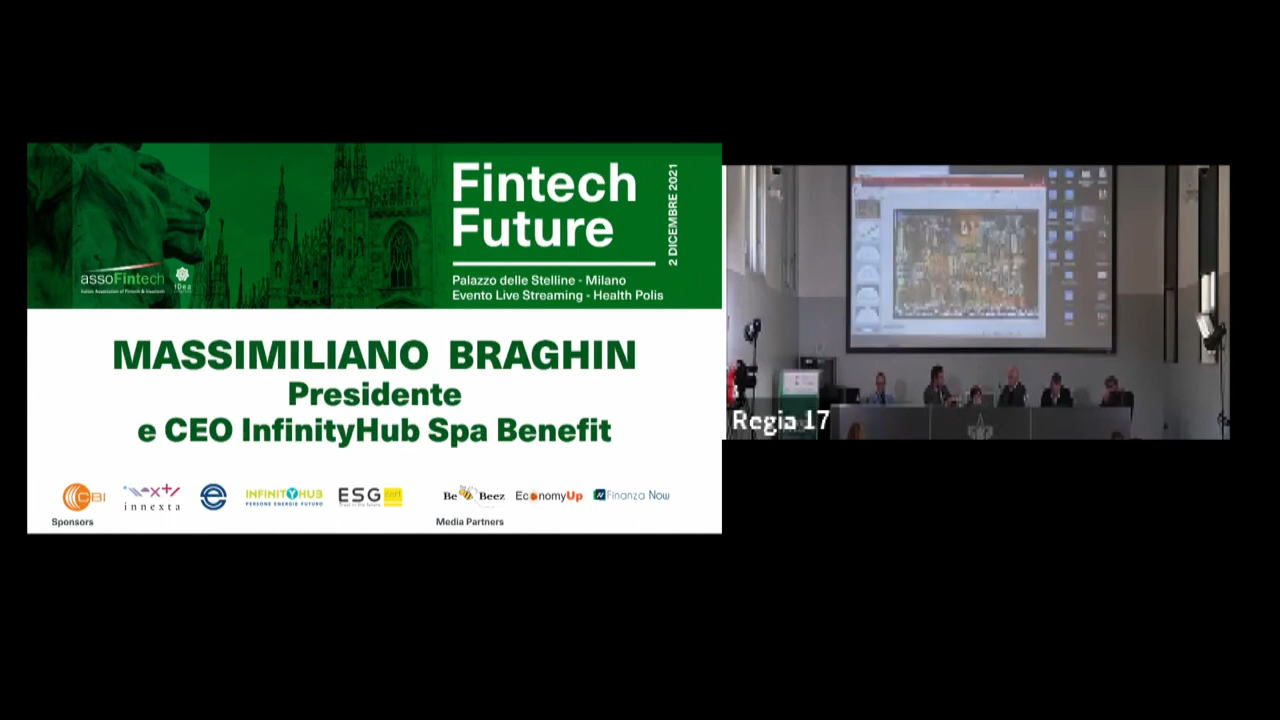 Fintech
Future
2 DICEMBRE 2021
Palazzo delle Stelline - Milano
Evento Live Streaming - Health Polis
assoFintech
Italian Association of Fintech & Insurtech
iDea
MASSIMILIANO BRAGHIN
Presidente
e CEO InfinityHub Spa Benefit
CBI
innexta
INFINITYHUB
PERSONE ENERGIE FUTURO
ESG
Be Beez
EconomyUp
Finanza Now
Sponsors
Media Partners
Regia 17